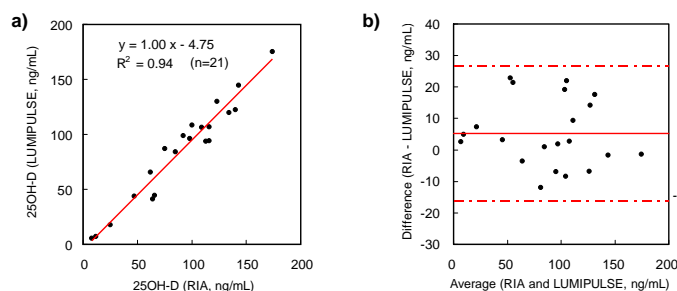 a)
y = 1.00 x - 4.75
R² = 0.94 (n=21)
25OH-D (LUMIPULSE, ng/mL)
200
150
100
50
0
0 50 100 150 200
25OH-D (RIA, ng/mL)
b)
Difference (RIA - LUMIPULSE, ng/mL)
40
30
20
10
0
-10
-20
-30
0 50 100 150 200
Average (RIA and LUMIPULSE, ng/mL)
-